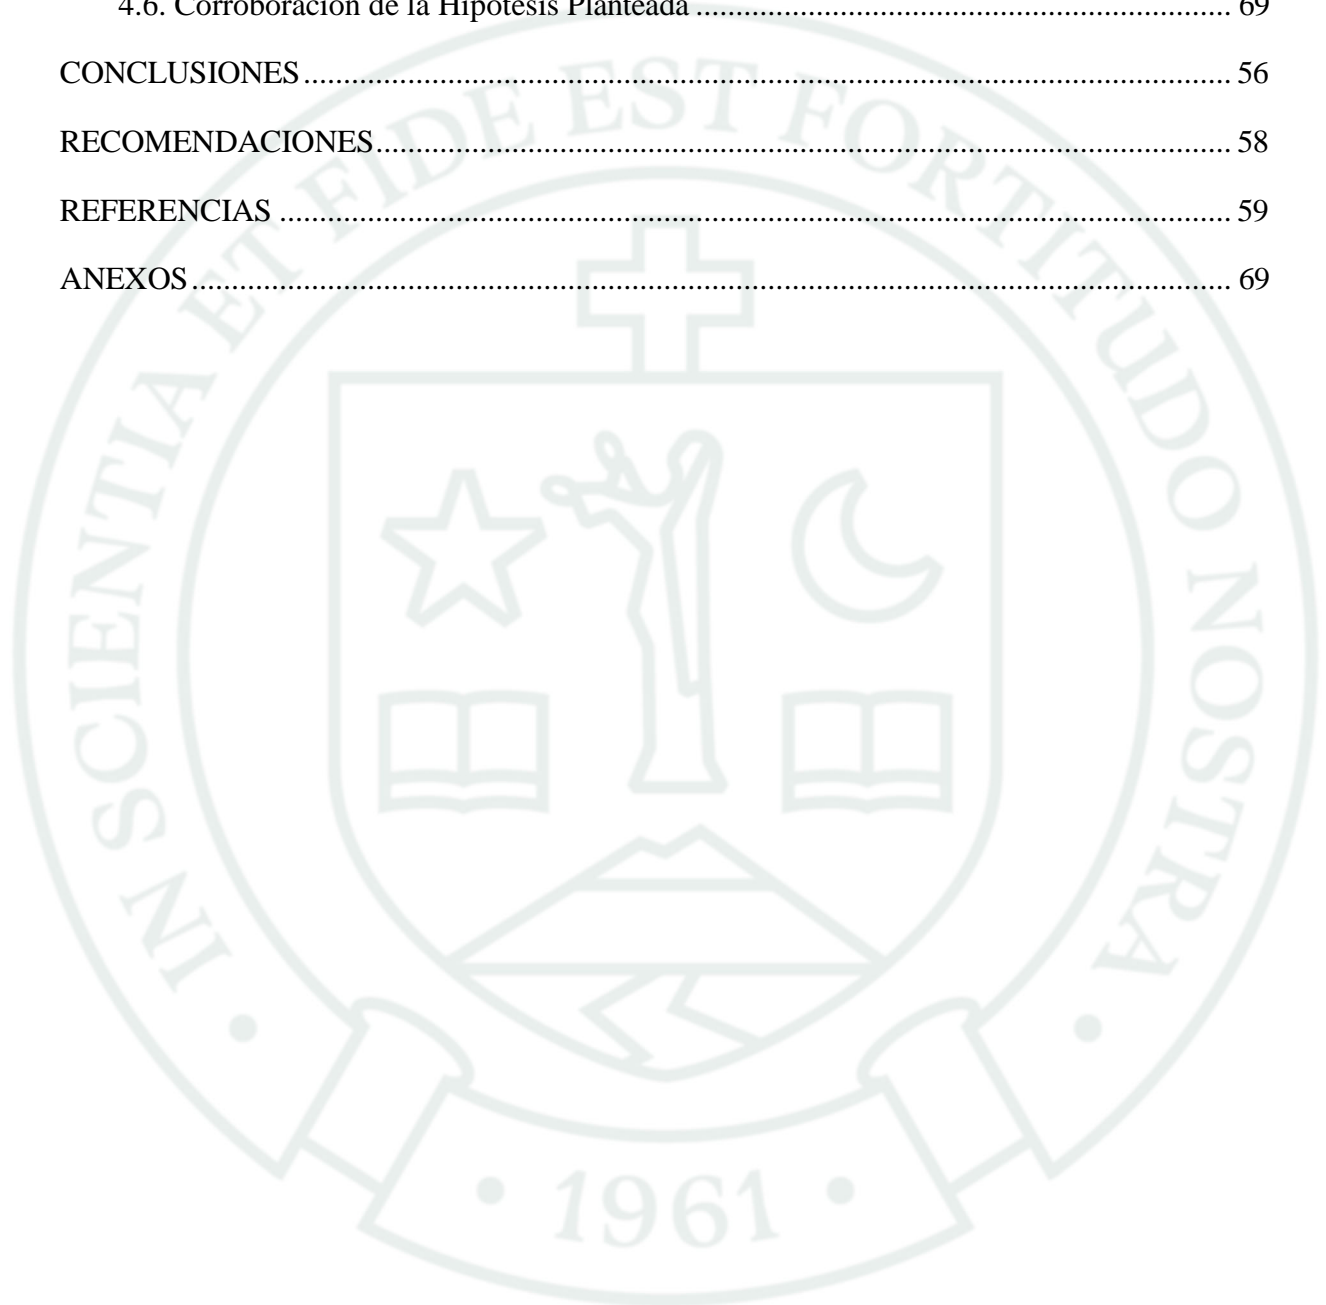 4.6. Corroboración de la Hipótesis Planteada ........................................................................ 69
CONCLUSIONES ........................................................................................................................ 56
RECOMENDACIONES ............................................................................................................... 58
REFERENCIAS ........................................................................................................................... 59
ANEXOS ..................................................................................................................................... 69
IN SCIENTIA ET FIDE EST FORTITUDO NOSTRA
• 1961 •